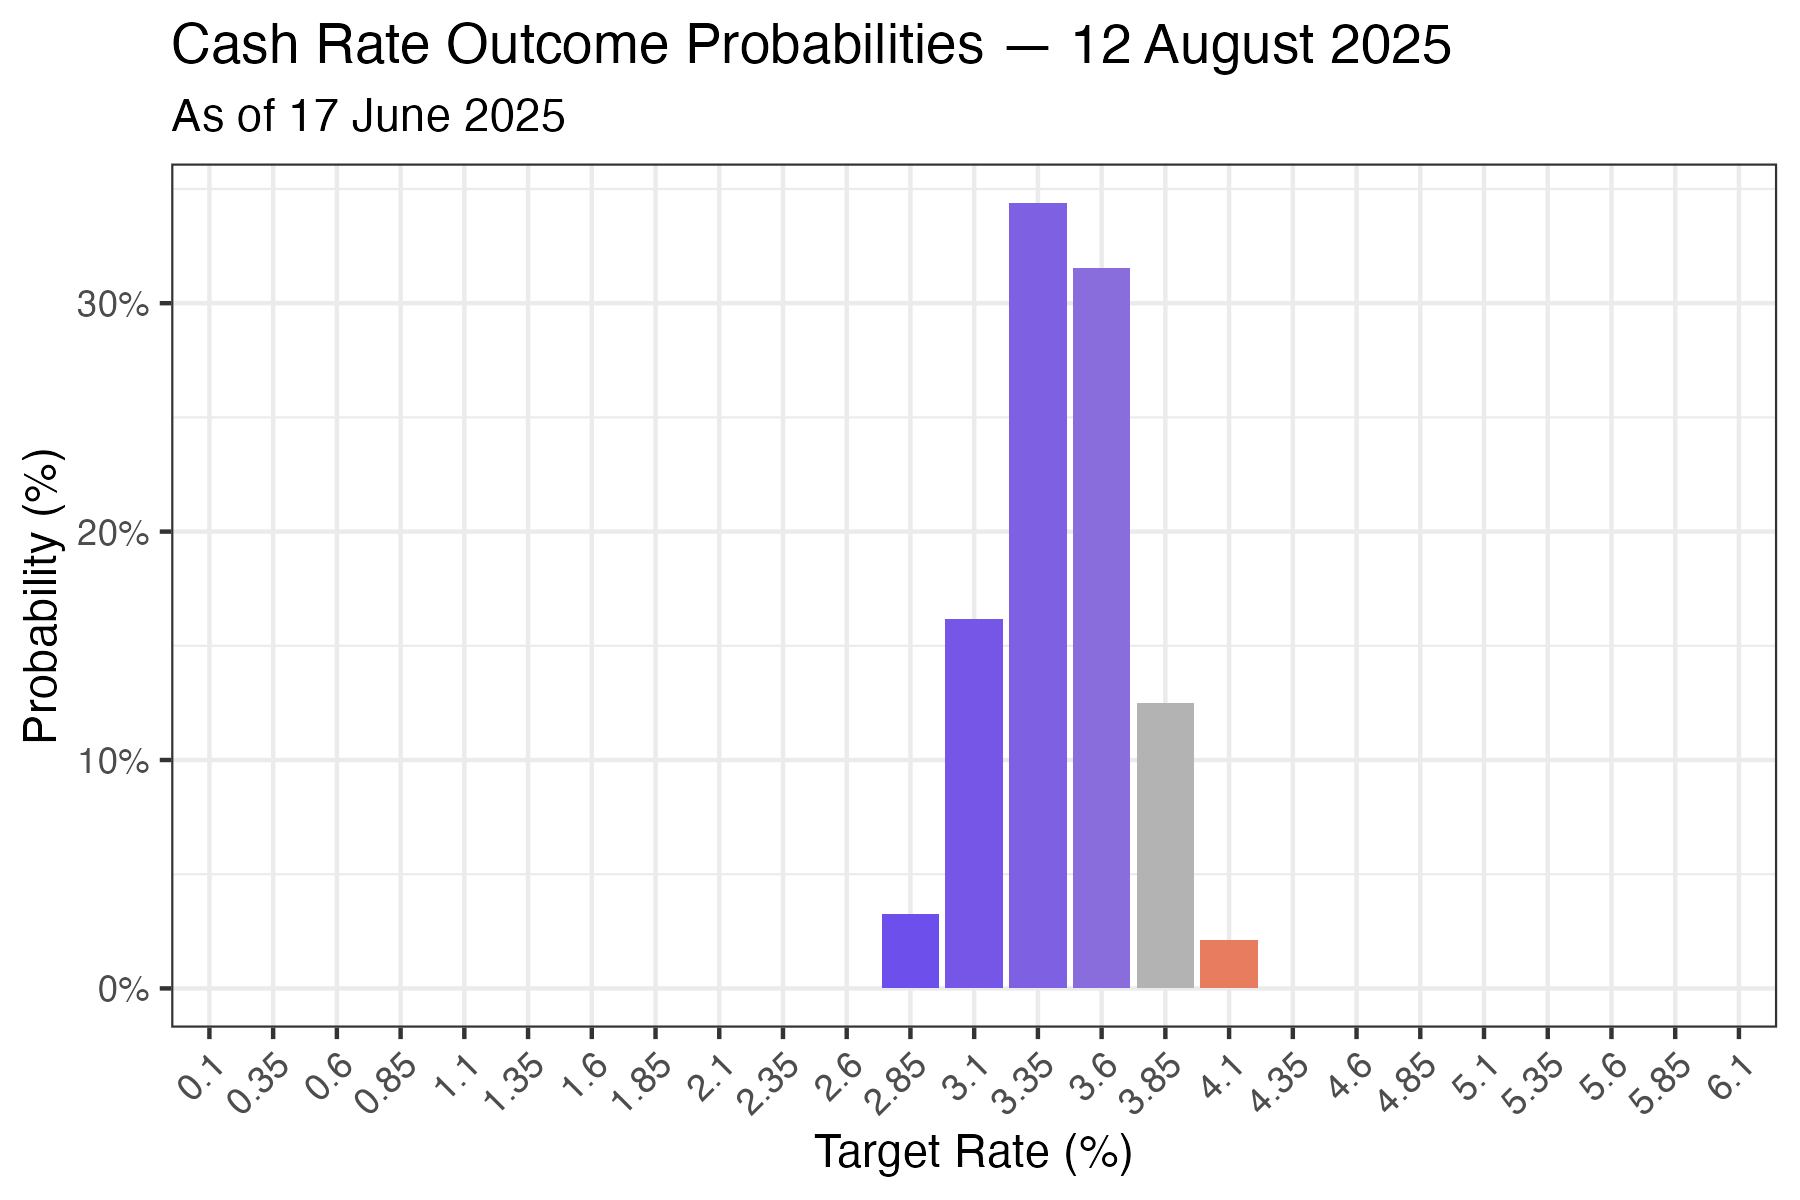 Cash Rate Outcome Probabilities — 12 August 2025
As of 17 June 2025
Probability (%)
30%
20%
10%
0%
0.1 0.35 0.6 0.85 1.1 1.35 1.6 1.85 2.1 2.35 2.6 2.85 3.1 3.35 3.6 3.85 4.1 4.35 4.6 4.85 5.1 5.35 5.6 5.85 6.1
Target Rate (%)